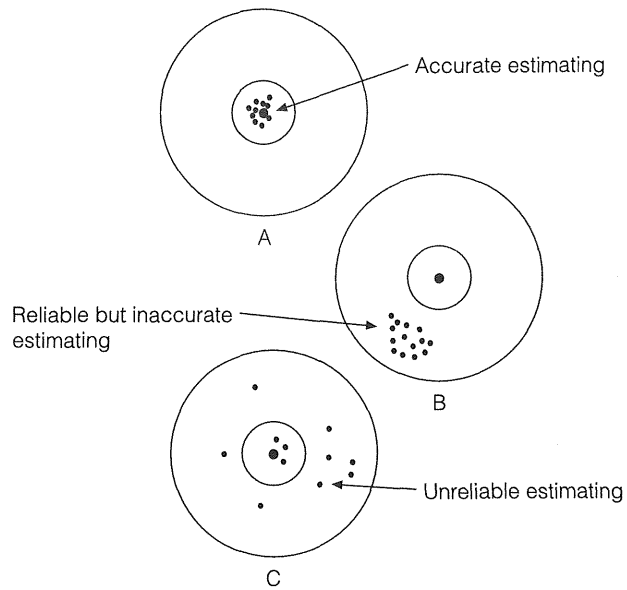 Accurate estimating
A
Reliable but inaccurate
estimating
B
Unreliable estimating
C